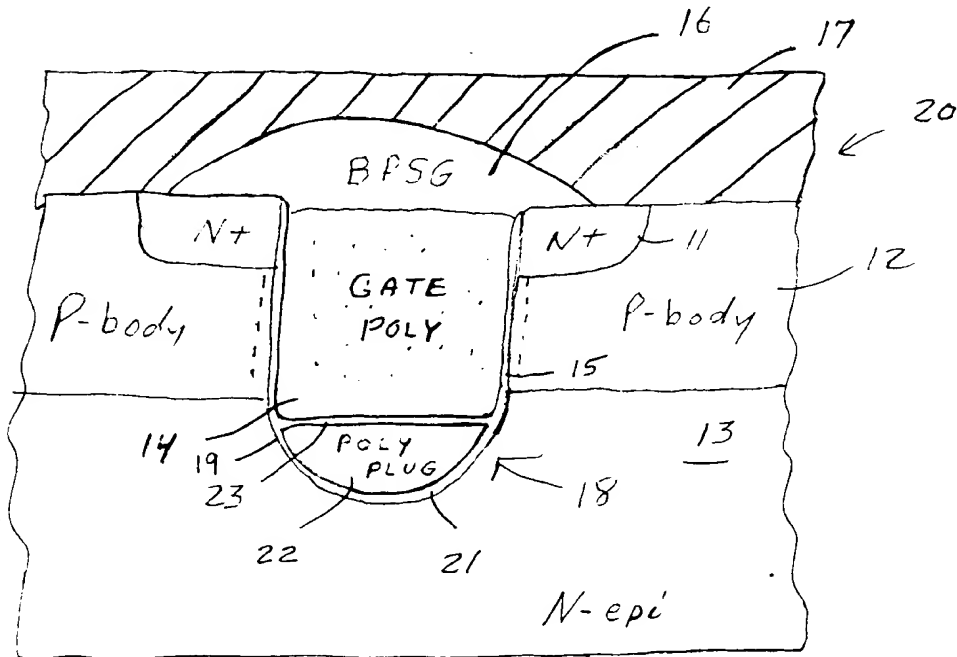 16
17
20
BPSG
N+
N+
11
12
GATE
POLY
P-body
P-body
15
14
19
23
POLY
PLUG
13
18
22
21
N-epi